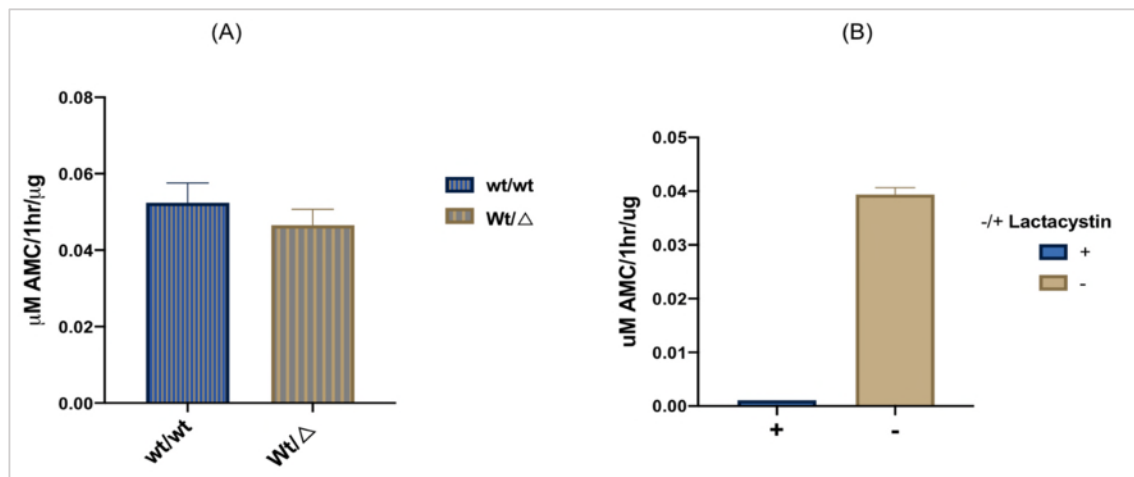 (A)
0.08
0.06
0.04
0.02
0.00
μM AMC/1hr/μg
wt/wt
Wt/△
wt/wt
Wt/△
(B)
0.05
0.04
0.03
0.02
0.01
0.00
uM AMC/1hr/ug
+
-
-/+ Lactacystin
+
-